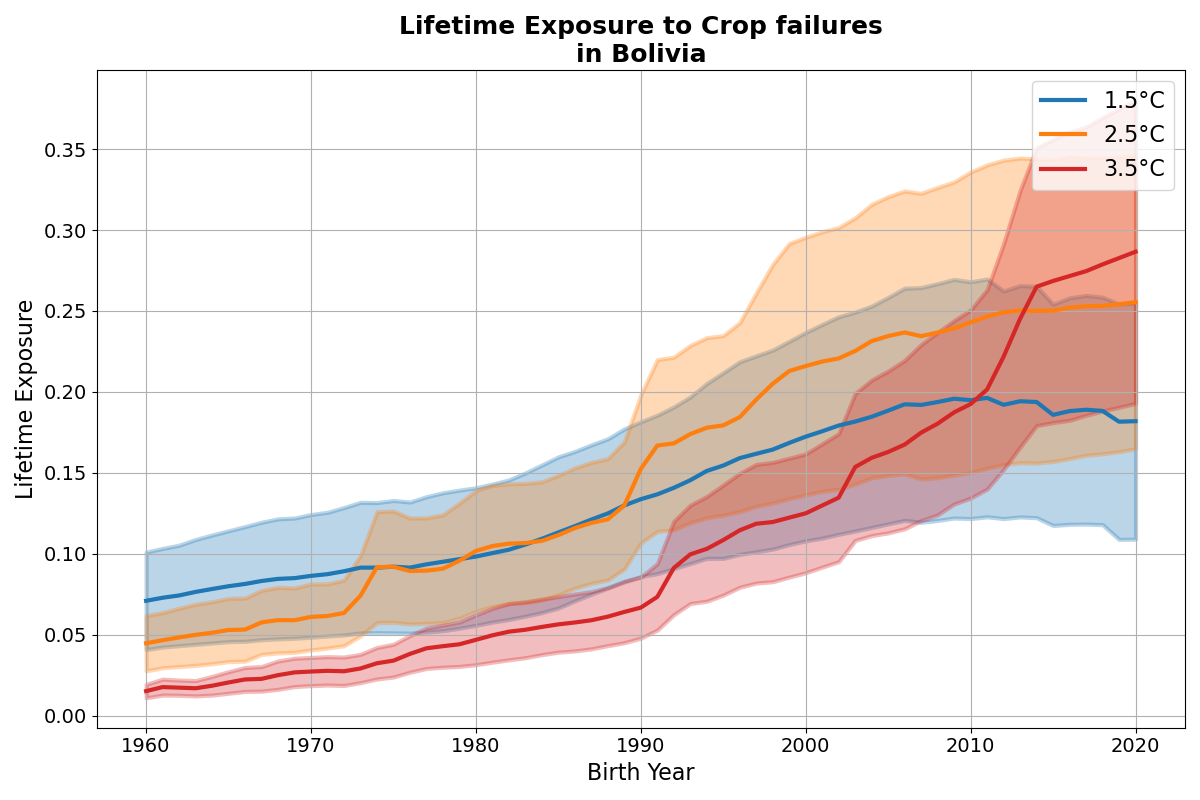 Lifetime Exposure to Crop failures
in Bolivia
1.5°C
2.5°C
3.5°C
Lifetime Exposure
0.35
0.30
0.25
0.20
0.15
0.10
0.05
0.00
1960 1970 1980 1990 2000 2010 2020
Birth Year